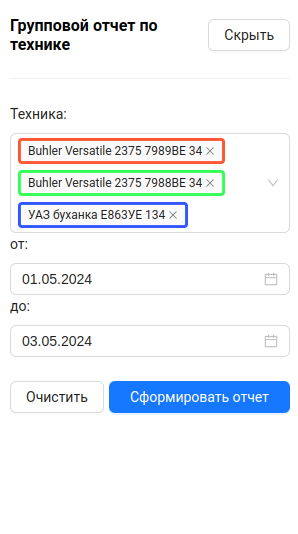 Групповой отчет по
технике
Скрыть
Техника:
Buhler Versatile 2375 7989ВЕ 34
Buhler Versatile 2375 7988ВЕ 34
УАЗ буханка Е863УЕ 134
от:
01.05.2024
до:
03.05.2024
Очистить
Сформировать отчет